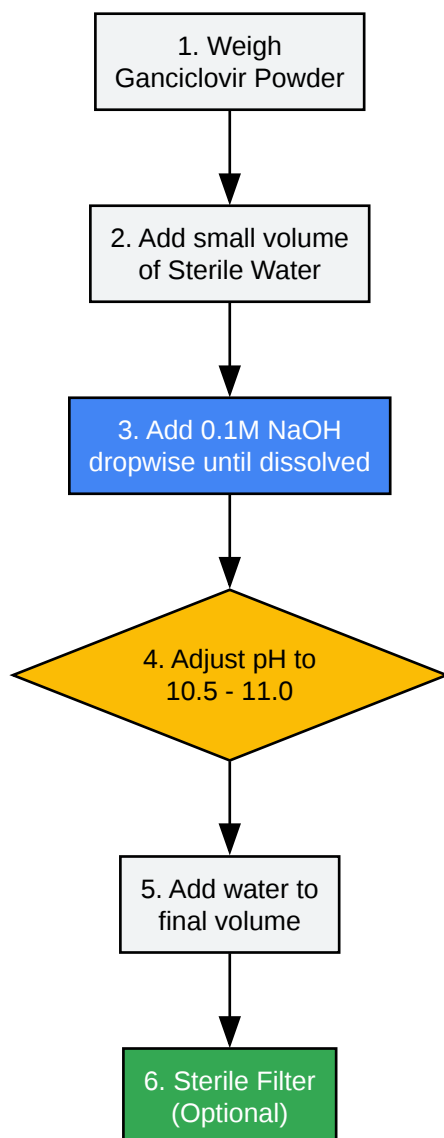 1. Weigh
Ganciclovir Powder
2. Add small volume
of Sterile Water
3. Add 0.1M NaOH
dropwise until dissolved
4. Adjust pH to
10.5 - 11.0
5. Add water to
final volume
6. Sterile Filter
(Optional)